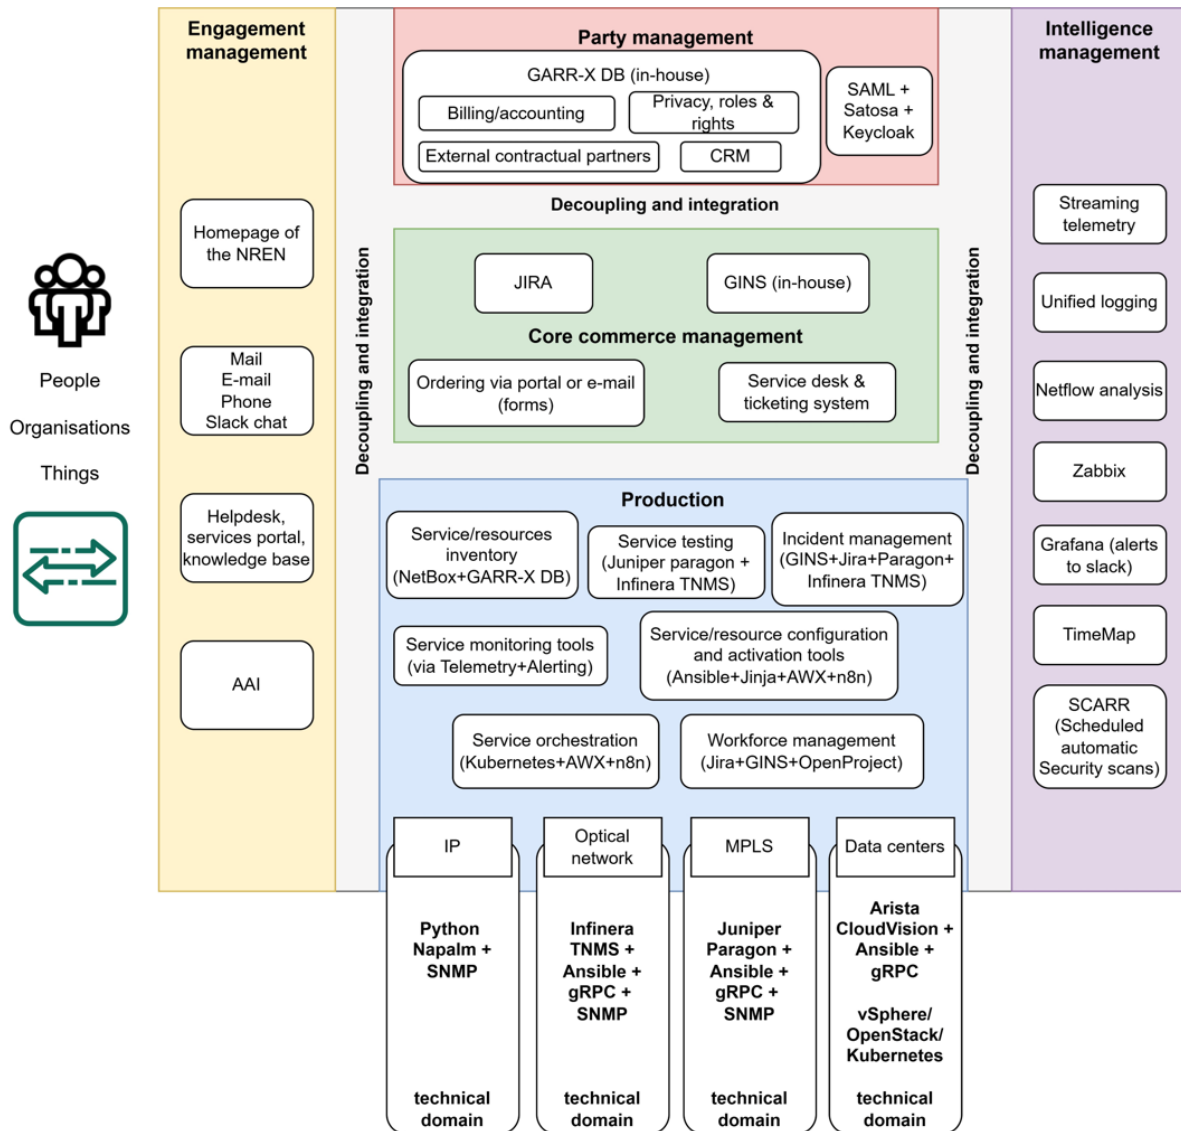 Engagement
management
Homepage of
the NREN
Mail
E-mail
Phone
Slack chat
Helpdesk,
services portal,
knowledge base
AAI
People
Organisations
Things
Party management
GARR-X DB (in-house)
Billing/accounting
Privacy, roles &
rights
External contractual partners
CRM
SAML +
Satosa +
Keycloak
Decoupling and integration
Decoupling and integration
Decoupling and integration
JIRA
GINS (in-house)
Core commerce management
Ordering via portal or e-mail
(forms)
Service desk &
ticketing system
Production
Service/resources
inventory
(NetBox+GARR-X DB)
Service testing
(Juniper paragon +
Infinera TNMS)
Incident management
(GINS+Jira+Paragon+
Infinera TNMS)
Service monitoring tools
(via Telemetry+Alerting)
Service/resource configuration
and activation tools
(Ansible+Jinja+AWX+n8n)
Service orchestration
(Kubernetes+AWX+n8n)
Workforce management
(Jira+GINS+OpenProject)
IP
Python
Napalm +
SNMP
technical
domain
Optical
network
Infinera
TNMS +
Ansible +
gRPC +
SNMP
technical
domain
MPLS
Juniper
Paragon +
Ansible +
gRPC +
SNMP
technical
domain
Data centers
Arista
CloudVision +
Ansible +
gRPC
vSphere/
OpenStack/
Kubernetes
technical
domain
Intelligence
management
Streaming
telemetry
Unified logging
Netflow analysis
Zabbix
Grafana (alerts
to slack)
TimeMap
SCARR
(Scheduled
automatic
Security scans)